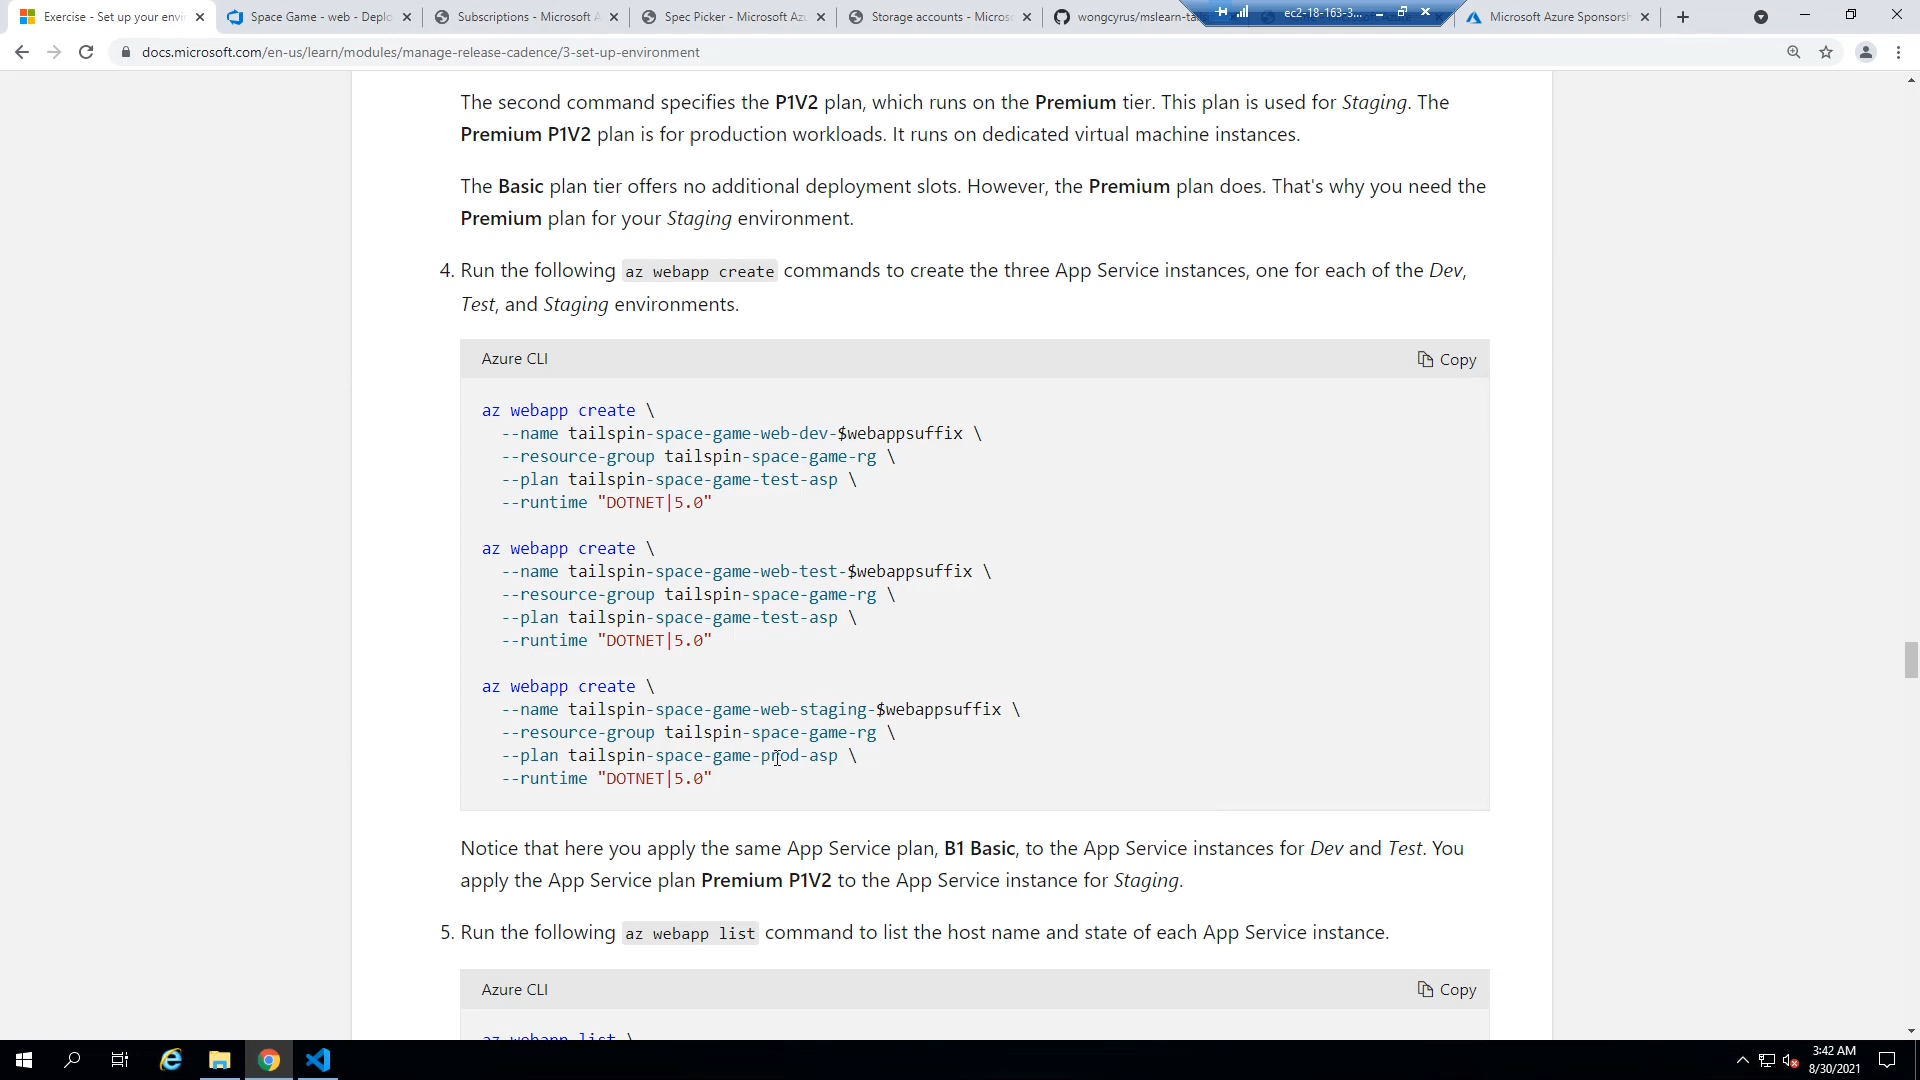 Exercise - Set up your envir
Space Game - web - Deplo
Subscriptions - Microsoft A
Spec Picker - Microsoft Azu
Storage accounts - Micros
wongcyrus/mslearn-tails
ec2-18-163-3...
Microsoft Azure Sponsorsh
docs.microsoft.com/en-us/learn/modules/manage-release-cadence/3-set-up-environment
The second command specifies the P1V2 plan, which runs on the Premium tier. This plan is used for Staging. The
Premium P1V2 plan is for production workloads. It runs on dedicated virtual machine instances.
The Basic plan tier offers no additional deployment slots. However, the Premium plan does. That's why you need the
Premium plan for your Staging environment.
4. Run the following az webapp create commands to create the three App Service instances, one for each of the Dev,
Test, and Staging environments.
Azure CLI
Copy
az webapp create \
--name tailspin-space-game-web-dev-$webappsuffix \
--resource-group tailspin-space-game-rg \
--plan tailspin-space-game-test-asp \
--runtime "DOTNET|5.0"
az webapp create \
--name tailspin-space-game-web-test-$webappsuffix \
--resource-group tailspin-space-game-rg \
--plan tailspin-space-game-test-asp \
--runtime "DOTNET|5.0"
az webapp create \
--name tailspin-space-game-web-staging-$webappsuffix \
--resource-group tailspin-space-game-rg \
--plan tailspin-space-game-prod-asp \
--runtime "DOTNET|5.0"
Notice that here you apply the same App Service plan, B1 Basic, to the App Service instances for Dev and Test. You
apply the App Service plan Premium P1V2 to the App Service instance for Staging.
5. Run the following az webapp list command to list the host name and state of each App Service instance.
Azure CLI
Copy
az webapp list \
3:42 AM
8/30/2021